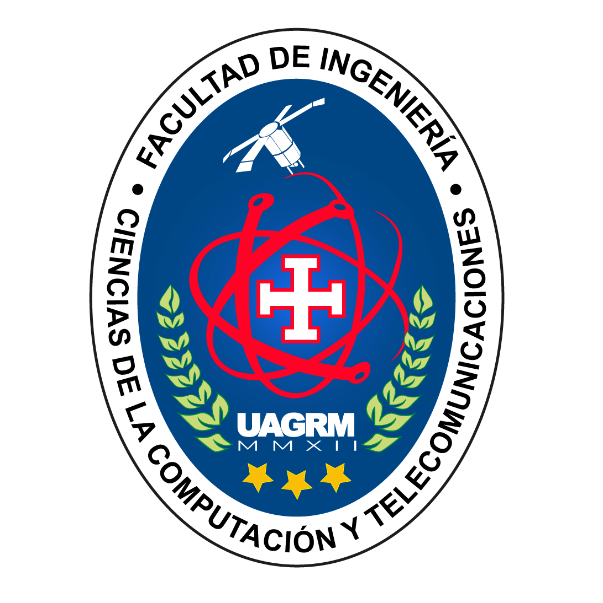 FACULTAD DE INGENIERÍA
CIENCIAS DE LA COMPUTACIÓN Y TELECOMUNICACIONES
UAGRM
MMXII